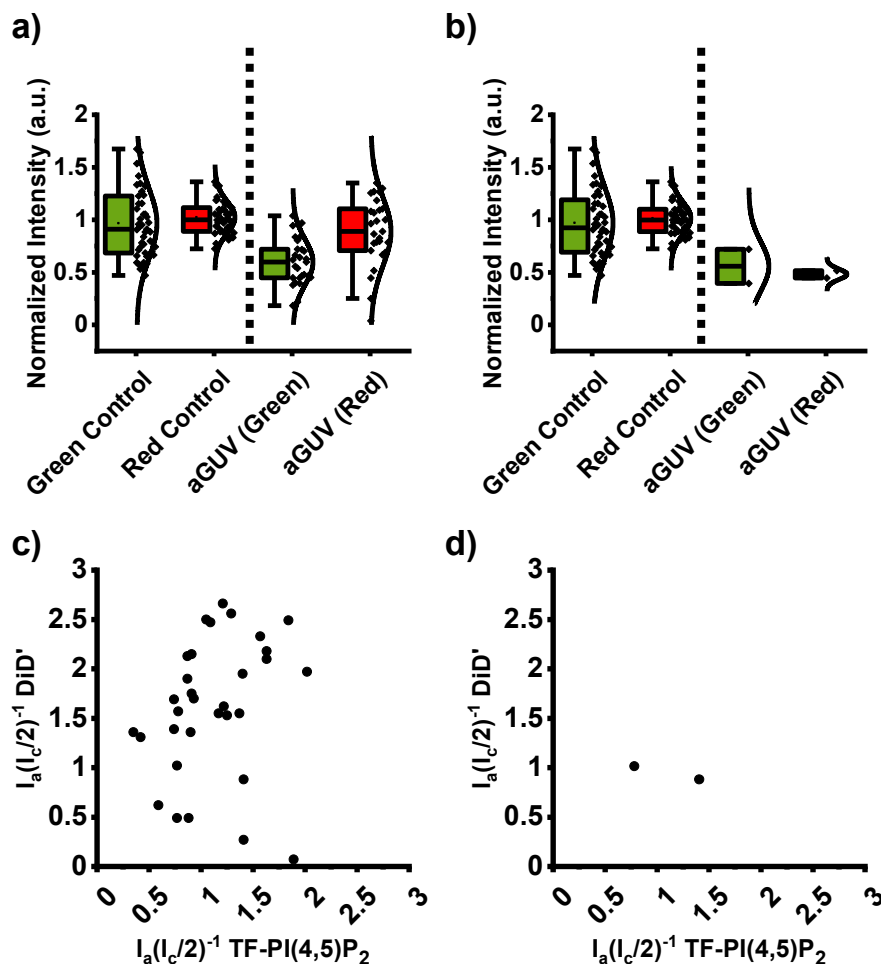 a)
Normalized Intensity (a.u.)
2
1.5
1
0.5
0
Green Control
Red Control
aGUV (Green)
aGUV (Red)
b)
Normalized Intensity (a.u.)
2
1.5
1
0.5
0
Green Control
Red Control
aGUV (Green)
aGUV (Red)
c)
Iₐ(I꜀/2)⁻¹ DiD'
3
2.5
2
1.5
1
0.5
0
0
0.5
1
1.5
2
2.5
3
Iₐ(I꜀/2)⁻¹ TF-PI(4,5)P₂
d)
Iₐ(I꜀/2)⁻¹ DiD'
3
2.5
2
1.5
1
0.5
0
0
0.5
1
1.5
2
2.5
3
Iₐ(I꜀/2)⁻¹ TF-PI(4,5)P₂